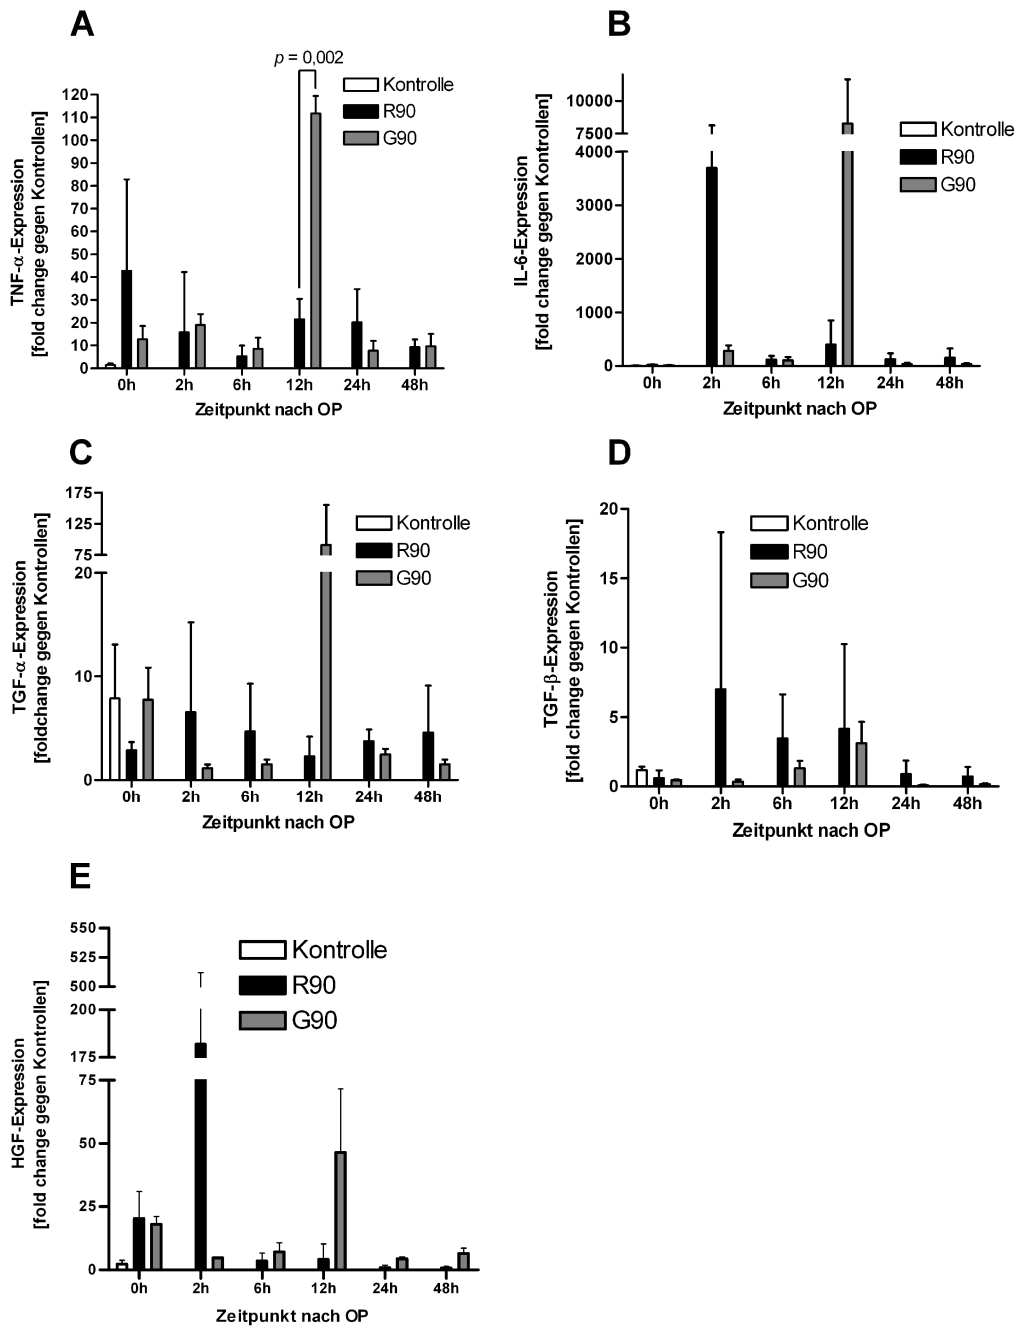 A
p = 0,002
Kontrolle
R90
G90
TNF-α-Expression
[fold change gegen Kontrollen]
120
110
100
90
80
70
60
50
40
30
20
10
0
0h 2h 6h 12h 24h 48h
Zeitpunkt nach OP
B
Kontrolle
R90
G90
IL-6-Expression
[fold change gegen Kontrollen]
10000
7500
4000
3000
2000
1000
0
0h 2h 6h 12h 24h 48h
Zeitpunkt nach OP
C
Kontrolle
R90
G90
TGF-α-Expression
[foldchange gegen Kontrollen]
175
125
75
20
10
0
0h 2h 6h 12h 24h 48h
Zeitpunkt nach OP
D
Kontrolle
R90
G90
TGF-β-Expression
[fold change gegen Kontrollen]
20
15
10
5
0
0h 2h 6h 12h 24h 48h
Zeitpunkt nach OP
E
Kontrolle
R90
G90
HGF-Expression
[fold change gegen Kontrollen]
550
525
500
200
175
75
50
25
0
0h 2h 6h 12h 24h 48h
Zeitpunkt nach OP